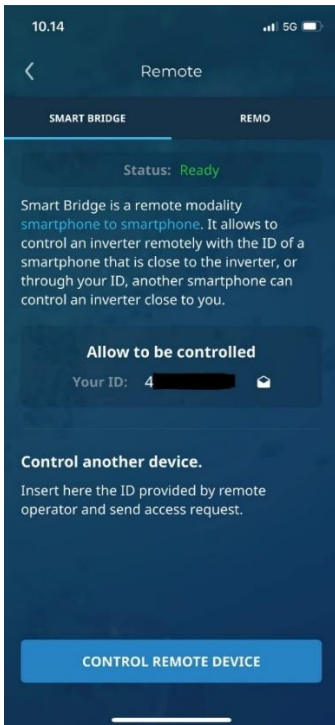 10.14
5G
Remote
SMART BRIDGE
REMO
Status: Ready
Smart Bridge is a remote modality
smartphone to smartphone. It allows to
control an inverter remotely with the ID of a
smartphone that is close to the inverter, or
through your ID, another smartphone can
control an inverter close to you.
Allow to be controlled
Your ID: 4
Control another device.
Insert here the ID provided by remote
operator and send access request.
CONTROL REMOTE DEVICE